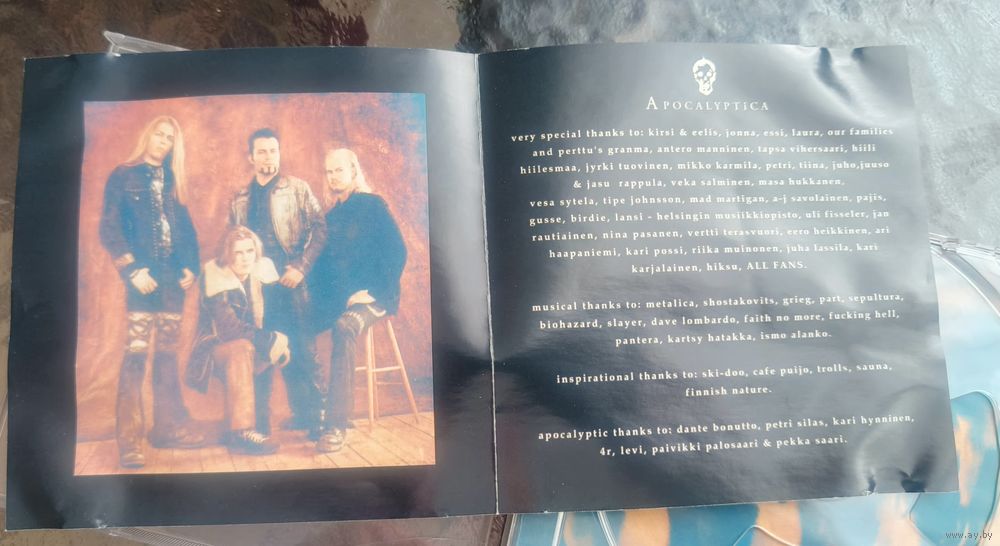 APOCALYPTICA
very special thanks to: kirsi & eelis, jonna, essi, laura, our families
and perttu's granma, antero manninen, tapsa vihersaari, hiili
hiilesmaa, jyrki tuovinen, mikko karmila, petri, tiina, juho,juuso
& jasu rappula, veka salminen, masa hukkanen,
vesa sytela, tipe johnsson, mad martigan, a-j savolainen, pajis,
gusse, birdie, lansi - helsingin musiikkiopisto, uli fisseler, jan
rautiainen, nina pasanen, vertti terasvuori, eero heikkinen, ari
haapaniemi, kari possi, riika muinonen, juha lassila, kari
karjalainen, hiksu, ALL FANS.
musical thanks to: metalica, shostakovits, grieg, part, sepultura,
biohazard, slayer, dave lombardo, faith no more, fucking hell,
pantera, kartsy hatakka, ismo alanko.
inspirational thanks to: ski-doo, cafe puijo, trolls, sauna,
finnish nature.
apocalyptic thanks to: dante bonutto, petri silas, kari hynninen,
4r, levi, paivikki palosaari & pekka saari.
www.ay.by